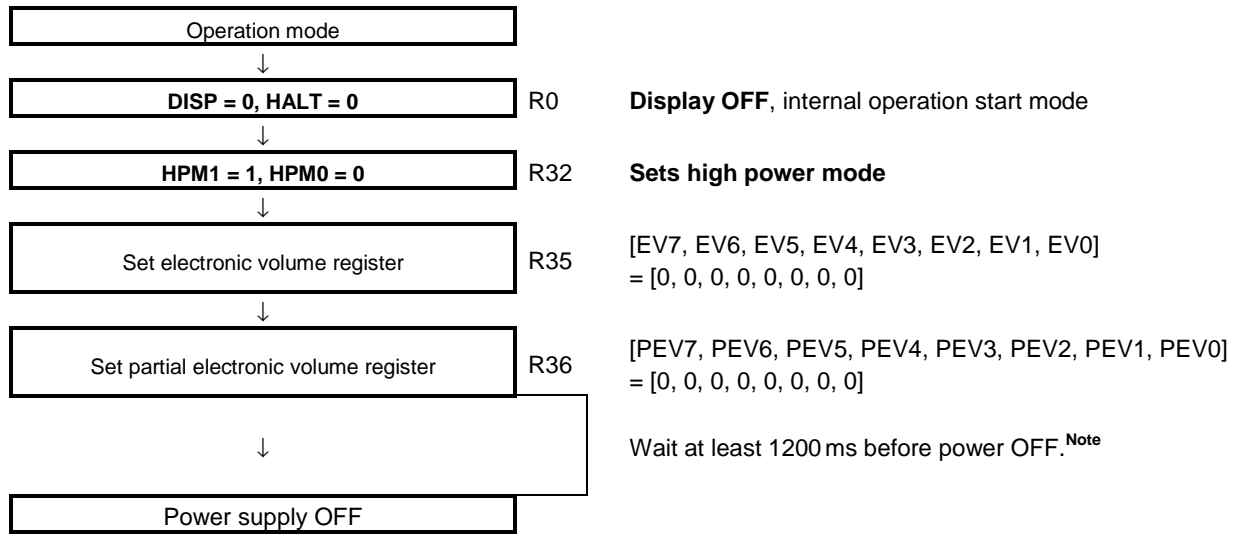 Operation mode
↓
DISP = 0, HALT = 0 R0 Display OFF, internal operation start mode
↓
HPM1 = 1, HPM0 = 0 R32 Sets high power mode
↓
Set electronic volume register R35 [EV7, EV6, EV5, EV4, EV3, EV2, EV1, EV0]
= [0, 0, 0, 0, 0, 0, 0, 0]
↓
Set partial electronic volume register R36 [PEV7, PEV6, PEV5, PEV4, PEV3, PEV2, PEV1, PEV0]
= [0, 0, 0, 0, 0, 0, 0, 0]
↓ Wait at least 1200 ms before power OFF.Note
Power supply OFF